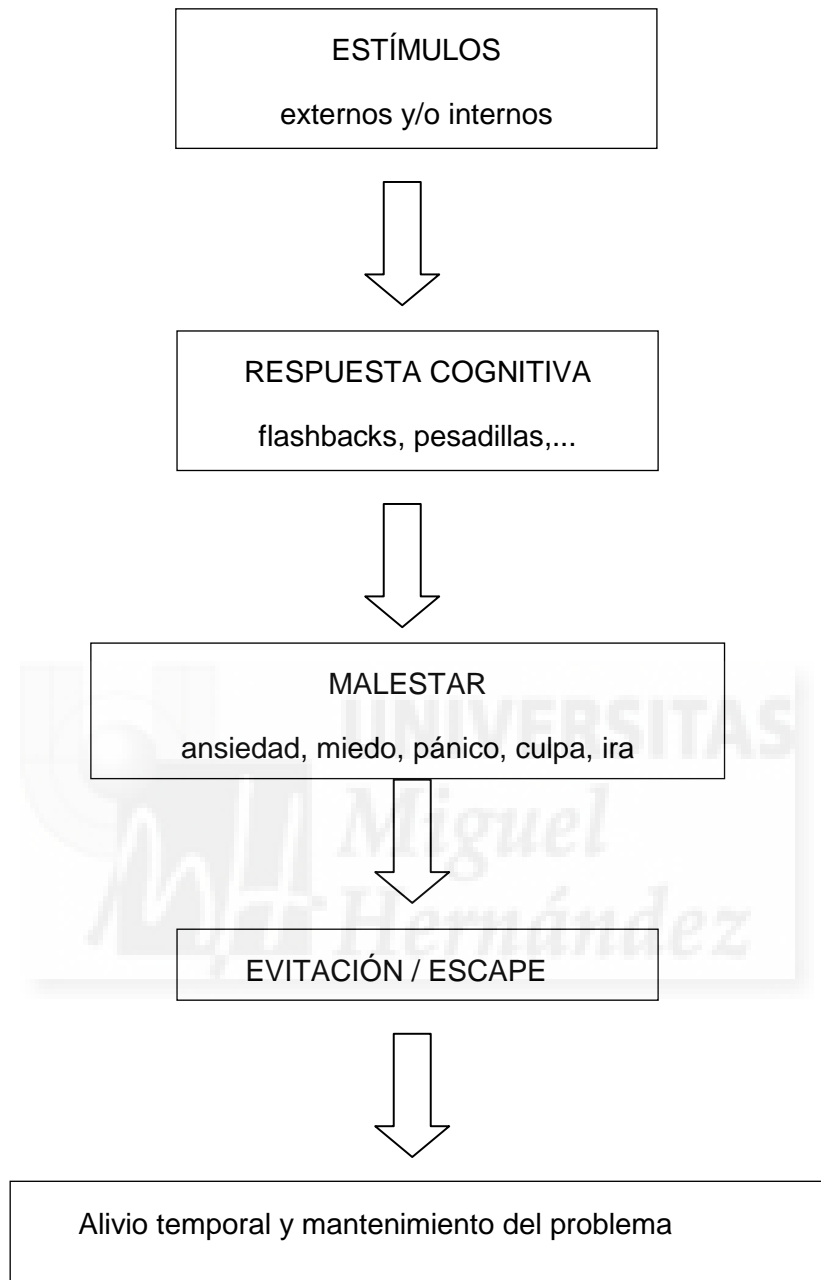 ESTÍMULOS
externos y/o internos
RESPUESTA COGNITIVA
flashbacks, pesadillas,...
MALESTAR
UNIVERSITAS
ansiedad, miedo, pánico, culpa, ira
Miguel
Hernández
EVITACIÓN / ESCAPE
Alivio temporal y mantenimiento del problema